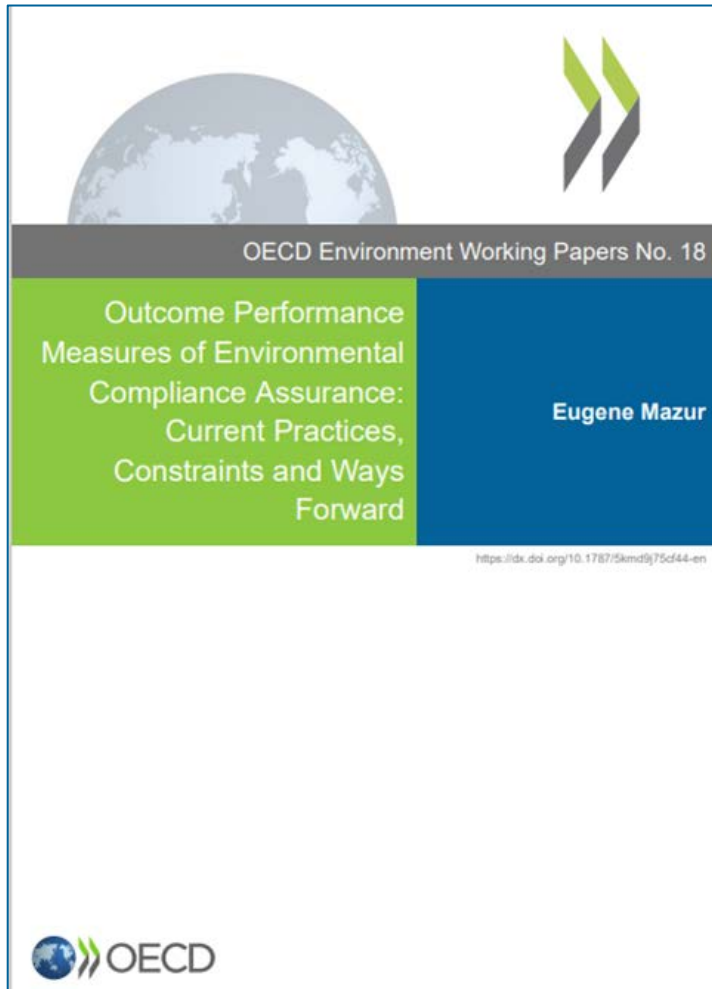 OECD Environment Working Papers No. 18
Outcome Performance
Measures of Environmental
Compliance Assurance:
Current Practices,
Constraints and Ways
Forward
Eugene Mazur
https://dx.doi.org/10.1787/5kmd9j75cf44-en
OECD